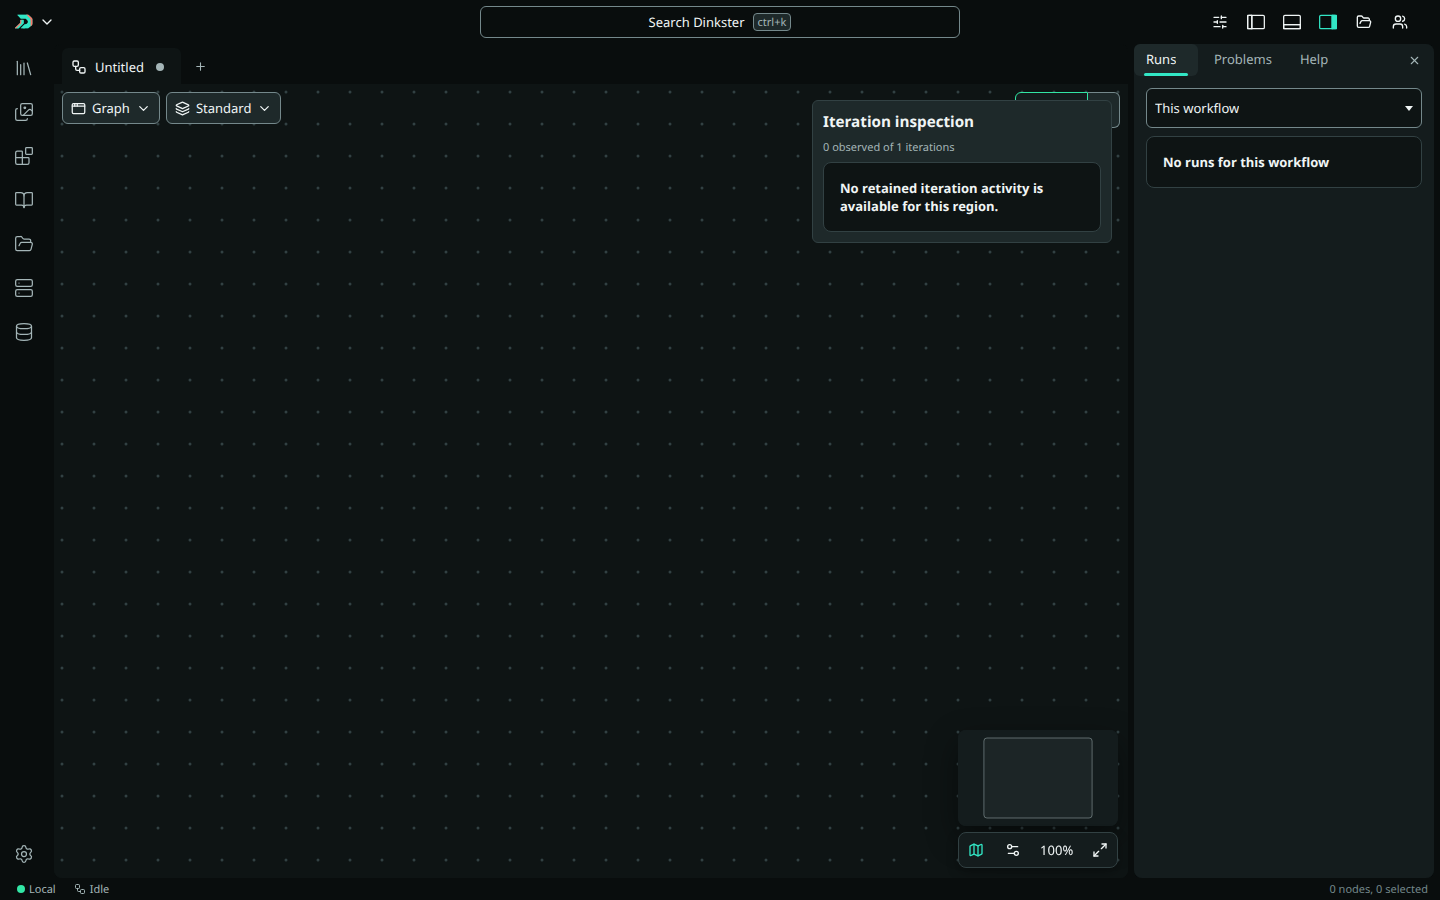 Search Dinkster ctrl+k
Untitled
Graph
Standard
Iteration inspection
0 observed of 1 iterations
No retained iteration activity is
available for this region.
Runs
Problems
Help
This workflow
No runs for this workflow
100%
Local
Idle
0 nodes, 0 selected